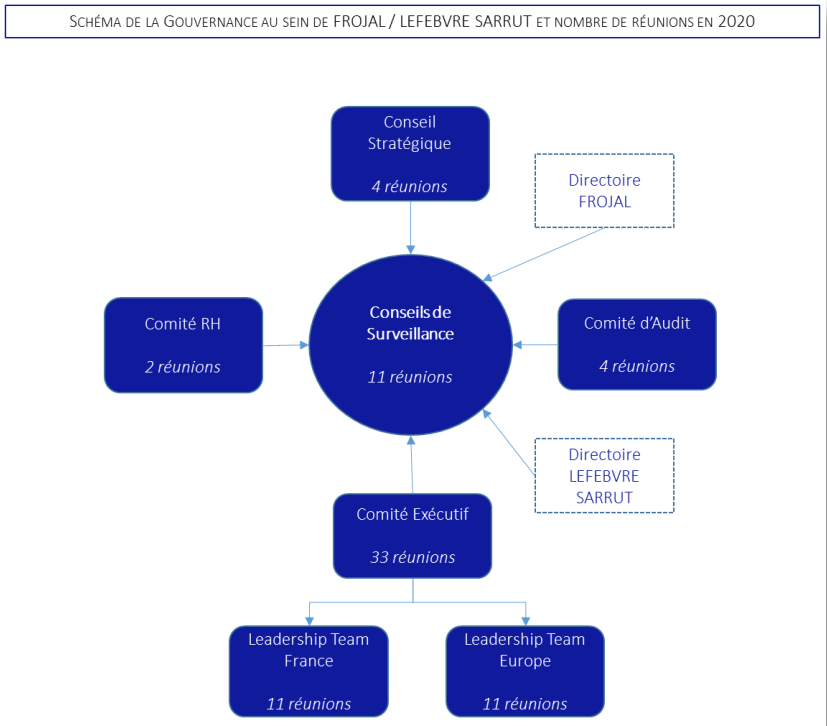 SCHÉMA DE LA GOUVERNANCE AU SEIN DE FROJAL / LEFEBVRE SARRUT ET NOMBRE DE RÉUNIONS EN 2020
Conseil
Stratégique
4 réunions
Directoire
FROJAL
Conseils de
Surveillance
11 réunions
Comité RH
2 réunions
Comité d'Audit
4 réunions
Directoire
LEFEBVRE
SARRUT
Comité Exécutif
33 réunions
Leadership Team
France
11 réunions
Leadership Team
Europe
11 réunions